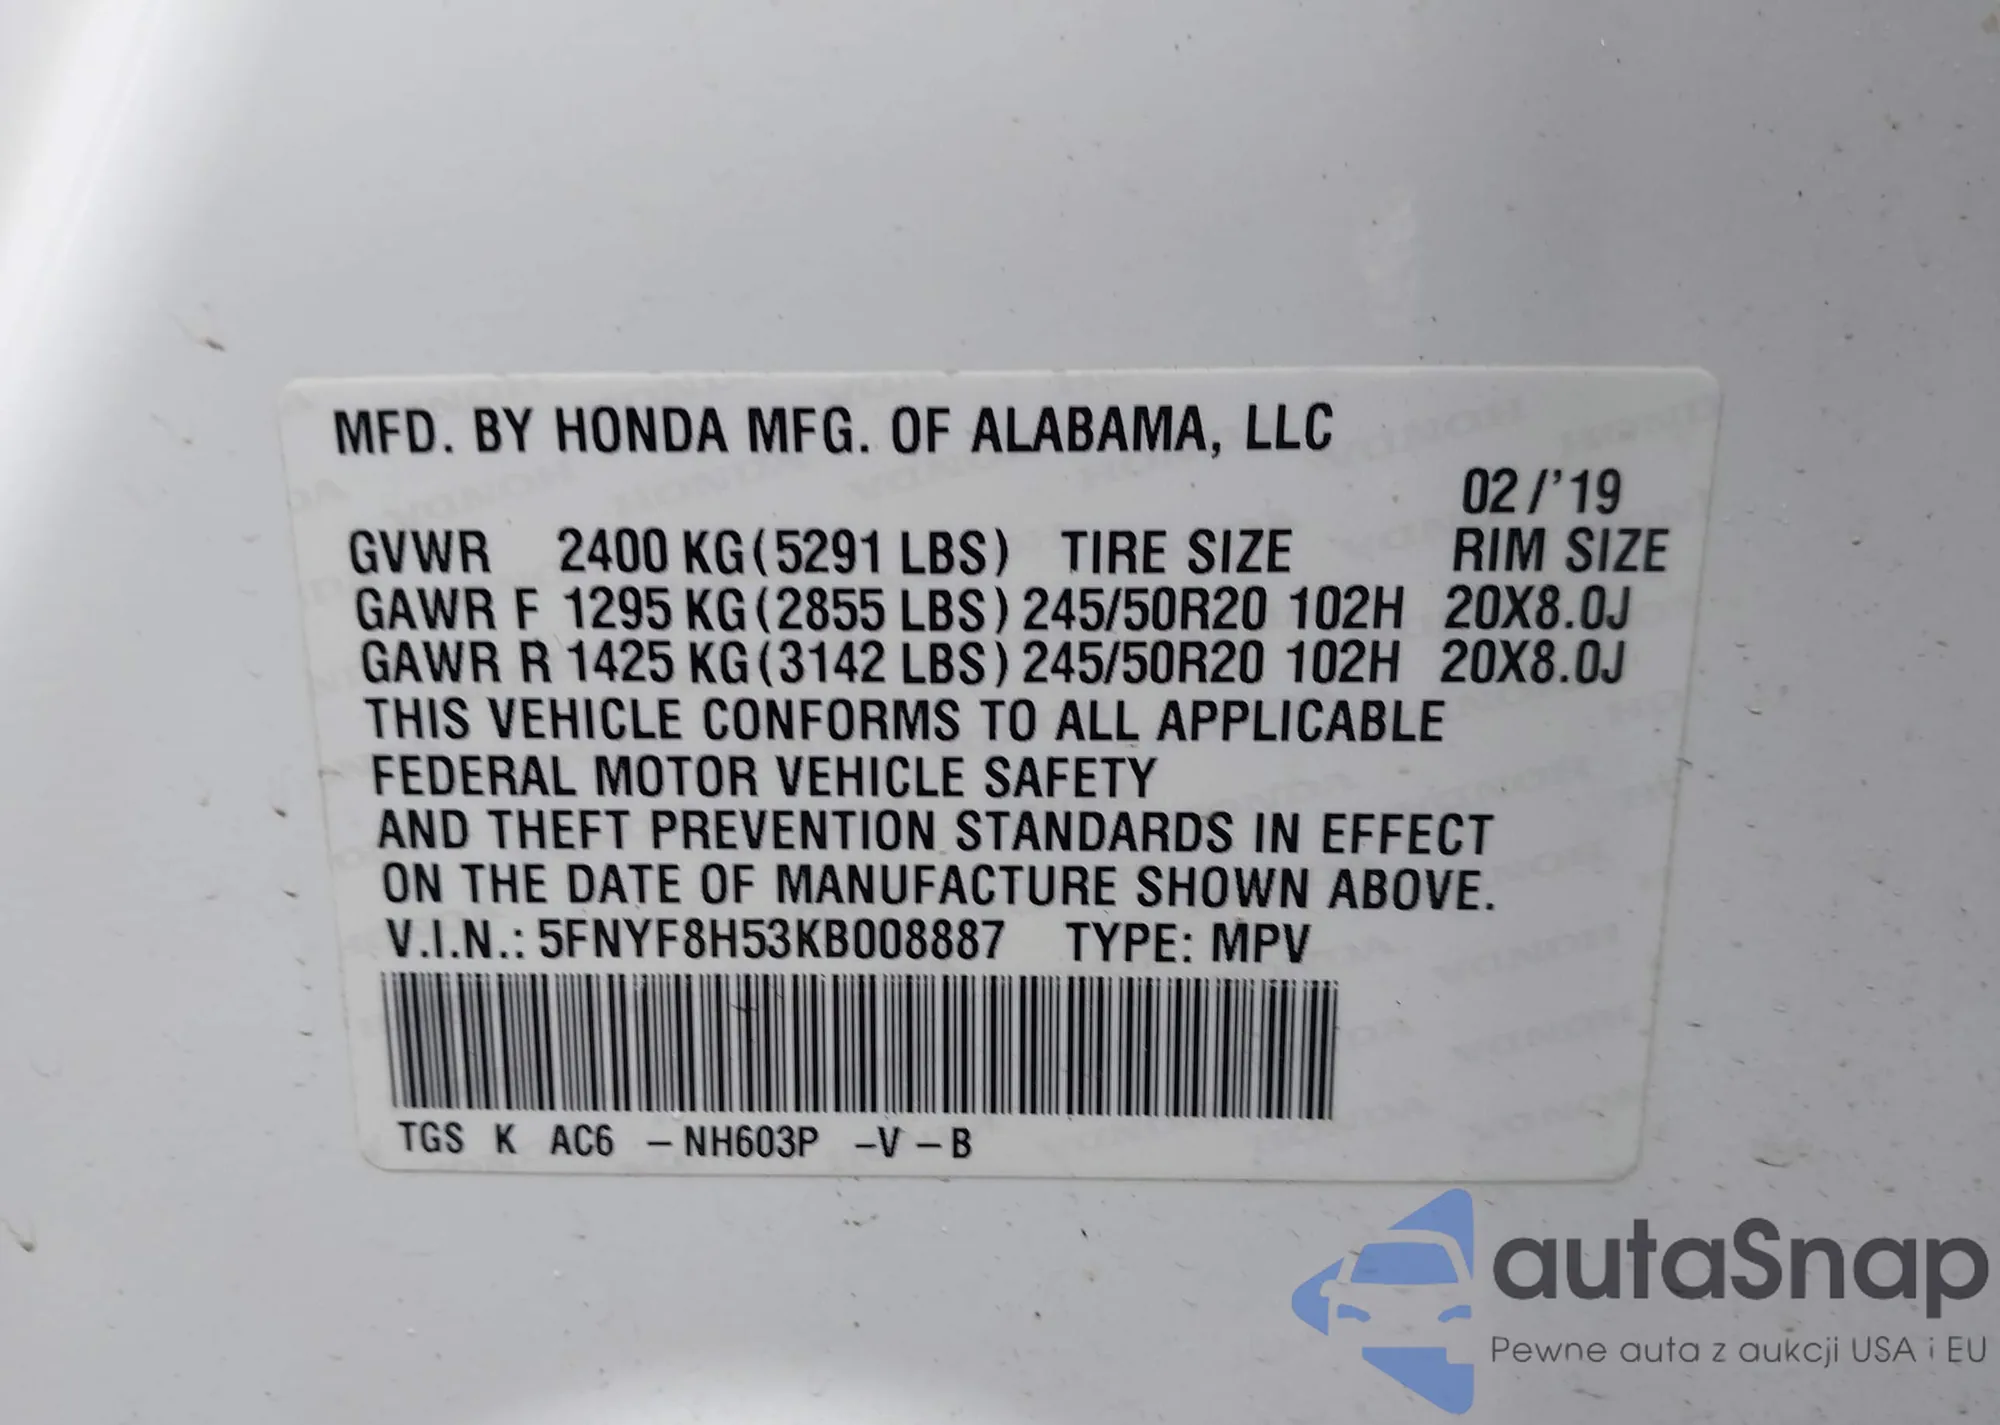 MFD. BY HONDA MFG. OF ALABAMA, LLC
02/'19
GVWR 2400 KG(5291 LBS) TIRE SIZE RIM SIZE
GAWR F 1295 KG(2855 LBS) 245/50R20 102H 20X8.0J
GAWR R 1425 KG(3142 LBS) 245/50R20 102H 20X8.0J
THIS VEHICLE CONFORMS TO ALL APPLICABLE
FEDERAL MOTOR VEHICLE SAFETY
AND THEFT PREVENTION STANDARDS IN EFFECT
ON THE DATE OF MANUFACTURE SHOWN ABOVE.
V.I.N.: 5FNYF8H53KB008887 TYPE: MPV
TGS K AC6 –NH603P –V –B
autaSnap
Pewne auta z aukcji USA i EU